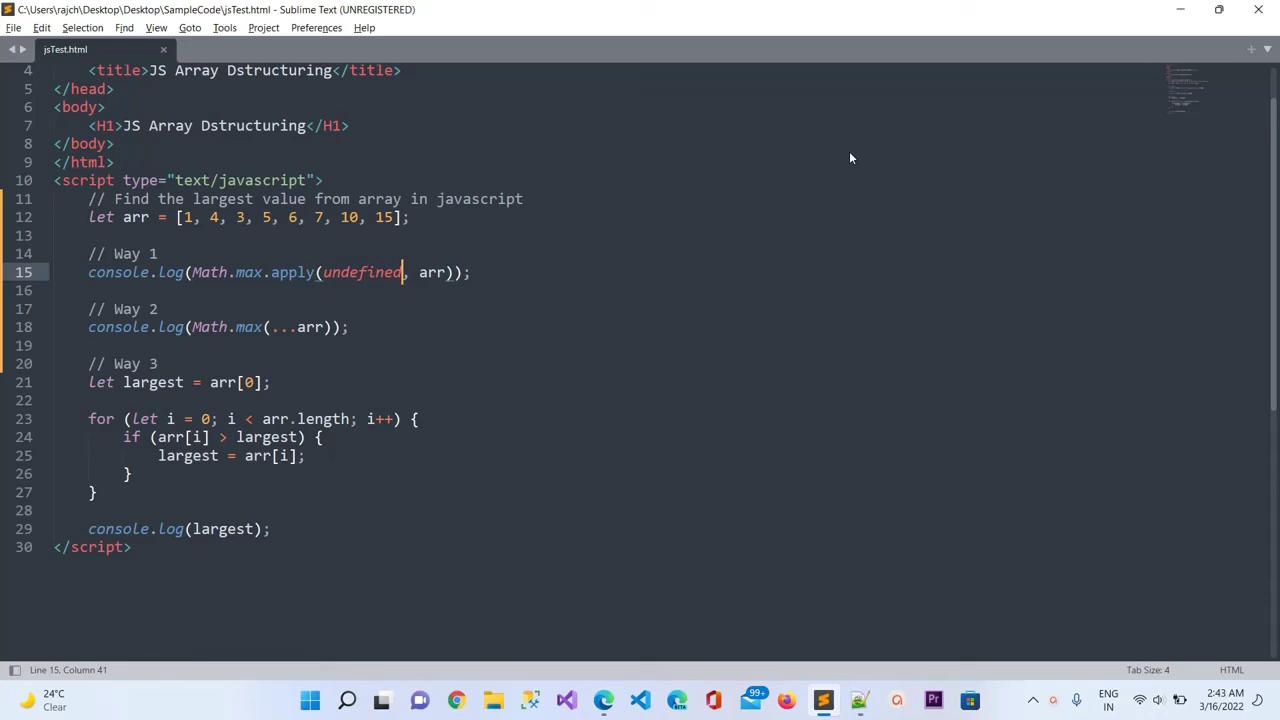 C:\Users\rajch\Desktop\Desktop\SampleCode\jsTest.html - Sublime Text (UNREGISTERED)
File Edit Selection Find View Goto Tools Project Preferences Help
jsTest.html
4 <title>JS Array Dstructuring</title>
5 </head>
6 <body>
7 <H1>JS Array Dstructuring</H1>
8 </body>
9 </html>
10 <script type="text/javascript">
11 // Find the largest value from array in javascript
12 let arr = [1, 4, 3, 5, 6, 7, 10, 15];
13
14 // Way 1
15 console.log(Math.max.apply(undefined, arr));
16
17 // Way 2
18 console.log(Math.max(...arr));
19
20 // Way 3
21 let largest = arr[0];
22
23 for (let i = 0; i < arr.length; i++) {
24 if (arr[i] > largest) {
25 largest = arr[i];
26 }
27 }
28
29 console.log(largest);
30 </script>
Line 15, Column 41 Tab Size: 4 HTML
24°C
Clear
99+
Pr
ENG
IN
2:43 AM
3/16/2022